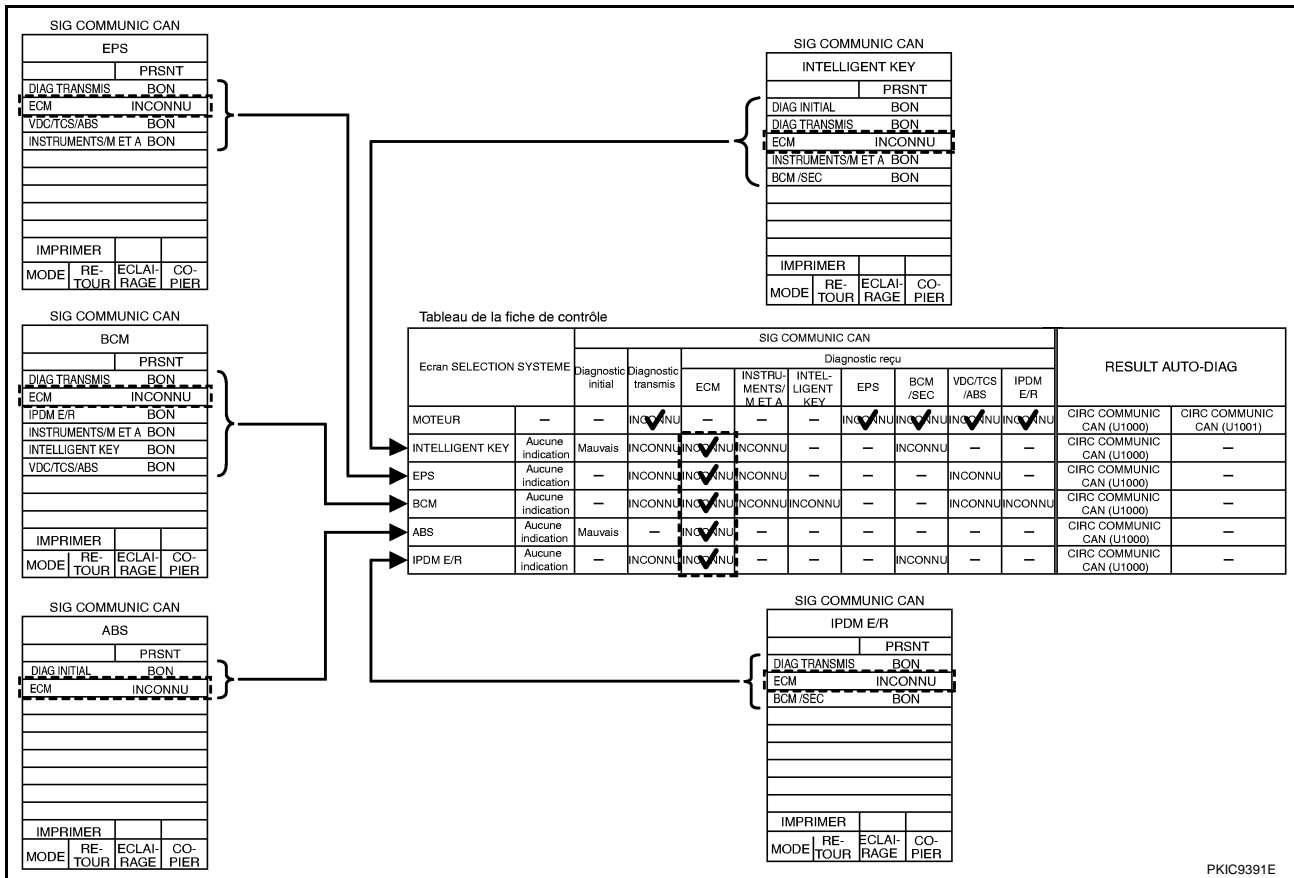 SIG COMMUNIC CAN
EPS
PRSNT
DIAG TRANSMIS BON
ECM INCONNU
VDC/TCS/ABS BON
INSTRUMENTS/M ET A BON
IMPRIMER
MODE RE-TOUR ECLAI-RAGE CO-PIER
SIG COMMUNIC CAN
INTELLIGENT KEY
PRSNT
DIAG INITIAL BON
DIAG TRANSMIS BON
ECM INCONNU
INSTRUMENTS/M ET A BON
BCM /SEC BON
IMPRIMER
MODE RE-TOUR ECLAI-RAGE CO-PIER
SIG COMMUNIC CAN
BCM
PRSNT
DIAG TRANSMIS BON
ECM INCONNU
IPDM E/R BON
INSTRUMENTS/M ET A BON
INTELLIGENT KEY BON
VDC/TCS/ABS BON
IMPRIMER
MODE RE-TOUR ECLAI-RAGE CO-PIER
Tableau de la fiche de contrôle
Ecran SELECTION SYSTEME
SIG COMMUNIC CAN
RESULT AUTO-DIAG
Diagnostic initial
Diagnostic transmis
Diagnostic reçu
ECM
INSTRU-MENTS/ M ET A
INTEL-LIGENT KEY
EPS
BCM /SEC
VDC/TCS /ABS
IPDM E/R
MOTEUR – – INCONNU – – – INCONNU INCONNU INCONNU INCONNU CIRC COMMUNIC CAN (U1000) CIRC COMMUNIC CAN (U1001)
INTELLIGENT KEY Aucune indication Mauvais INCONNU INCONNU INCONNU – – INCONNU – – CIRC COMMUNIC CAN (U1000) –
EPS Aucune indication – INCONNU INCONNU INCONNU – – – INCONNU – CIRC COMMUNIC CAN (U1000) –
BCM Aucune indication – INCONNU INCONNU INCONNU INCONNU – – INCONNU INCONNU CIRC COMMUNIC CAN (U1000) –
ABS Aucune indication Mauvais – INCONNU – – – – – – CIRC COMMUNIC CAN (U1000) –
IPDM E/R Aucune indication – INCONNU INCONNU – – – INCONNU – – CIRC COMMUNIC CAN (U1000) –
SIG COMMUNIC CAN
ABS
PRSNT
DIAG INITIAL BON
ECM INCONNU
IMPRIMER
MODE RE-TOUR ECLAI-RAGE CO-PIER
SIG COMMUNIC CAN
IPDM E/R
PRSNT
DIAG TRANSMIS BON
ECM INCONNU
BCM /SEC BON
IMPRIMER
MODE RE-TOUR ECLAI-RAGE CO-PIER
PKIC9391E